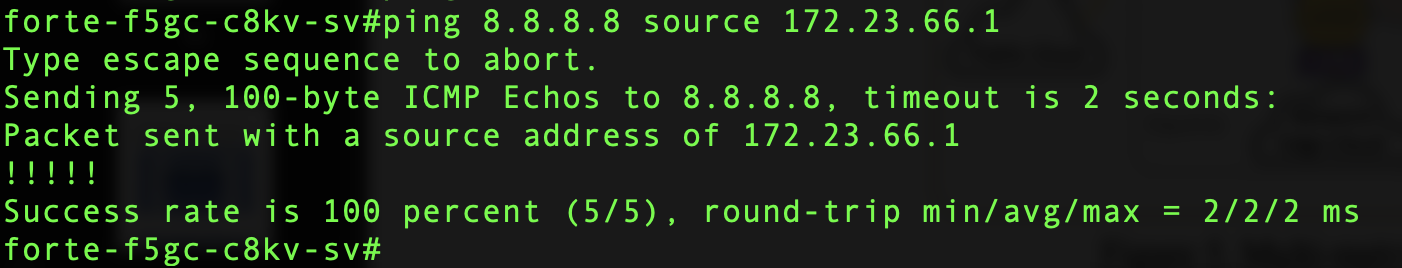 forte-f5gc-c8kv-sv#ping 8.8.8.8 source 172.23.66.1
Type escape sequence to abort.
Sending 5, 100-byte ICMP Echos to 8.8.8.8, timeout is 2 seconds:
Packet sent with a source address of 172.23.66.1
!!!!!
Success rate is 100 percent (5/5), round-trip min/avg/max = 2/2/2 ms
forte-f5gc-c8kv-sv#